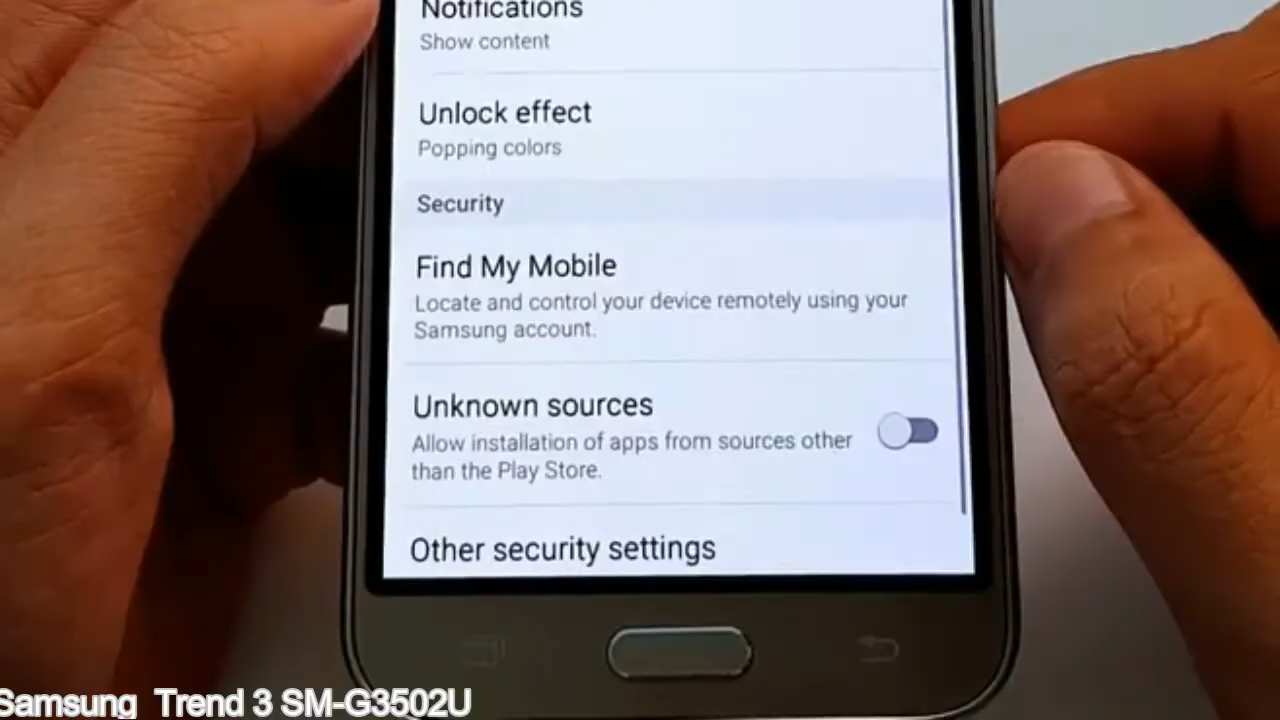 Notifications
Show content
Unlock effect
Popping colors
Security
Find My Mobile
Locate and control your device remotely using your
Samsung account.
Unknown sources
Allow installation of apps from sources other
than the Play Store.
Other security settings
Samsung Trend 3 SM-G3502U